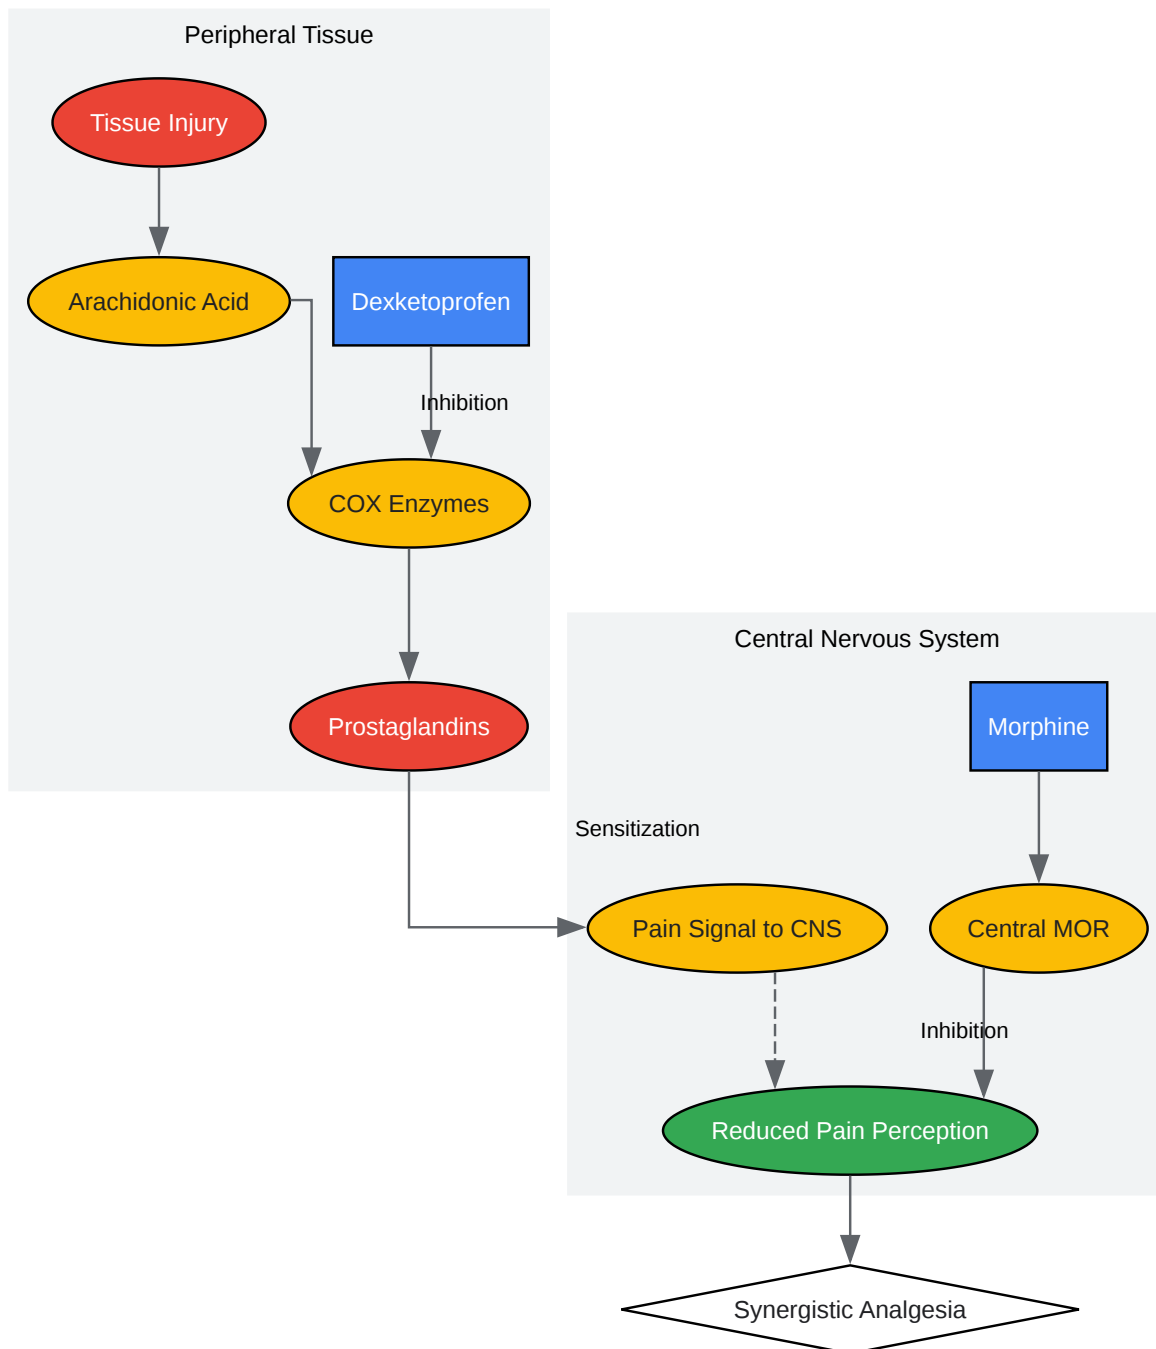 Peripheral Tissue
Tissue Injury
Arachidonic Acid
Dexketoprofen
Inhibition
COX Enzymes
Prostaglandins
Central Nervous System
Morphine
Sensitization
Pain Signal to CNS
Central MOR
Inhibition
Reduced Pain Perception
Synergistic Analgesia